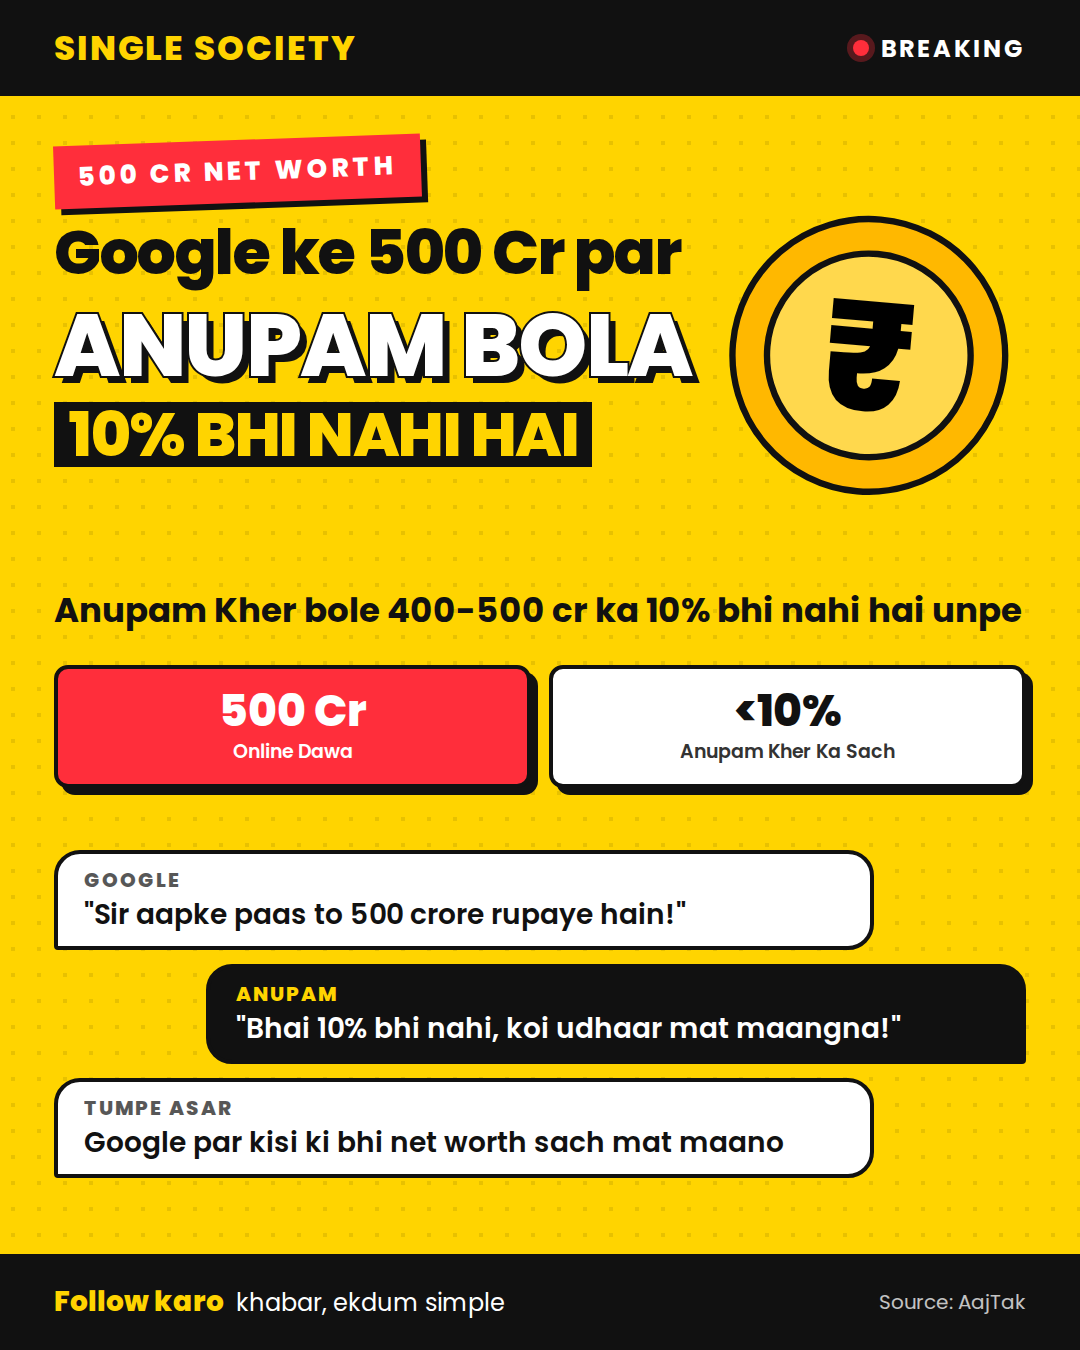 SINGLE SOCIETY
BREAKING
500 CR NET WORTH
Google ke 500 Cr par
ANUPAM BOLA
10% BHI NAHI HAI
₹
Anupam Kher bole 400-500 cr ka 10% bhi nahi hai unpe
500 Cr
Online Dawa
<10%
Anupam Kher Ka Sach
GOOGLE
"Sir aapke paas to 500 crore rupaye hain!"
ANUPAM
"Bhai 10% bhi nahi, koi udhaar mat maangna!"
TUMPE ASAR
Google par kisi ki bhi net worth sach mat maano
Follow karo khabar, ekdum simple
Source: AajTak